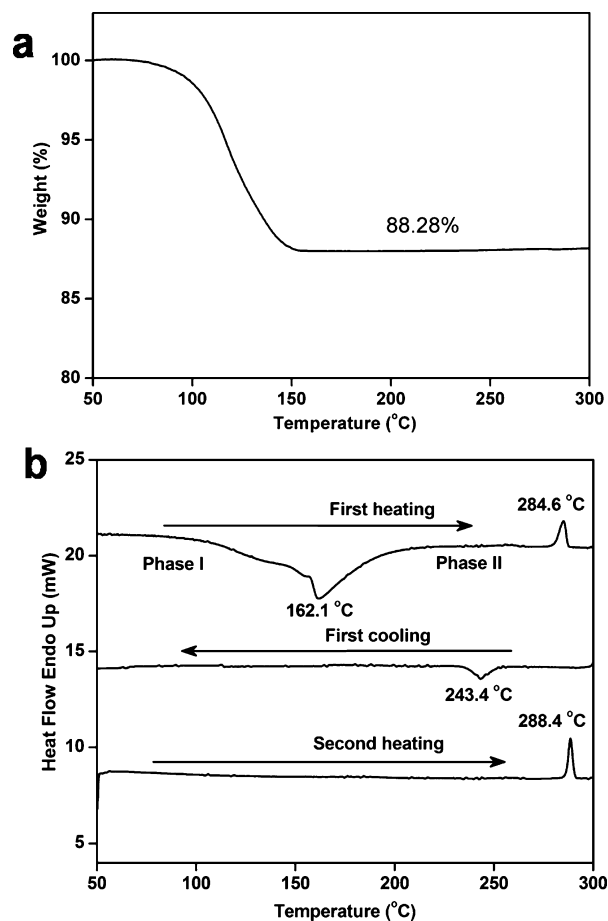 a
100
95
90
85
80
Weight (%)
88.28%
50 100 150 200 250 300
Temperature (°C)
b
25
20
15
10
5
Heat Flow Endo Up (mW)
First heating
284.6 °C
Phase I
Phase II
162.1 °C
First cooling
243.4 °C
288.4 °C
Second heating
50 100 150 200 250 300
Temperature (°C)